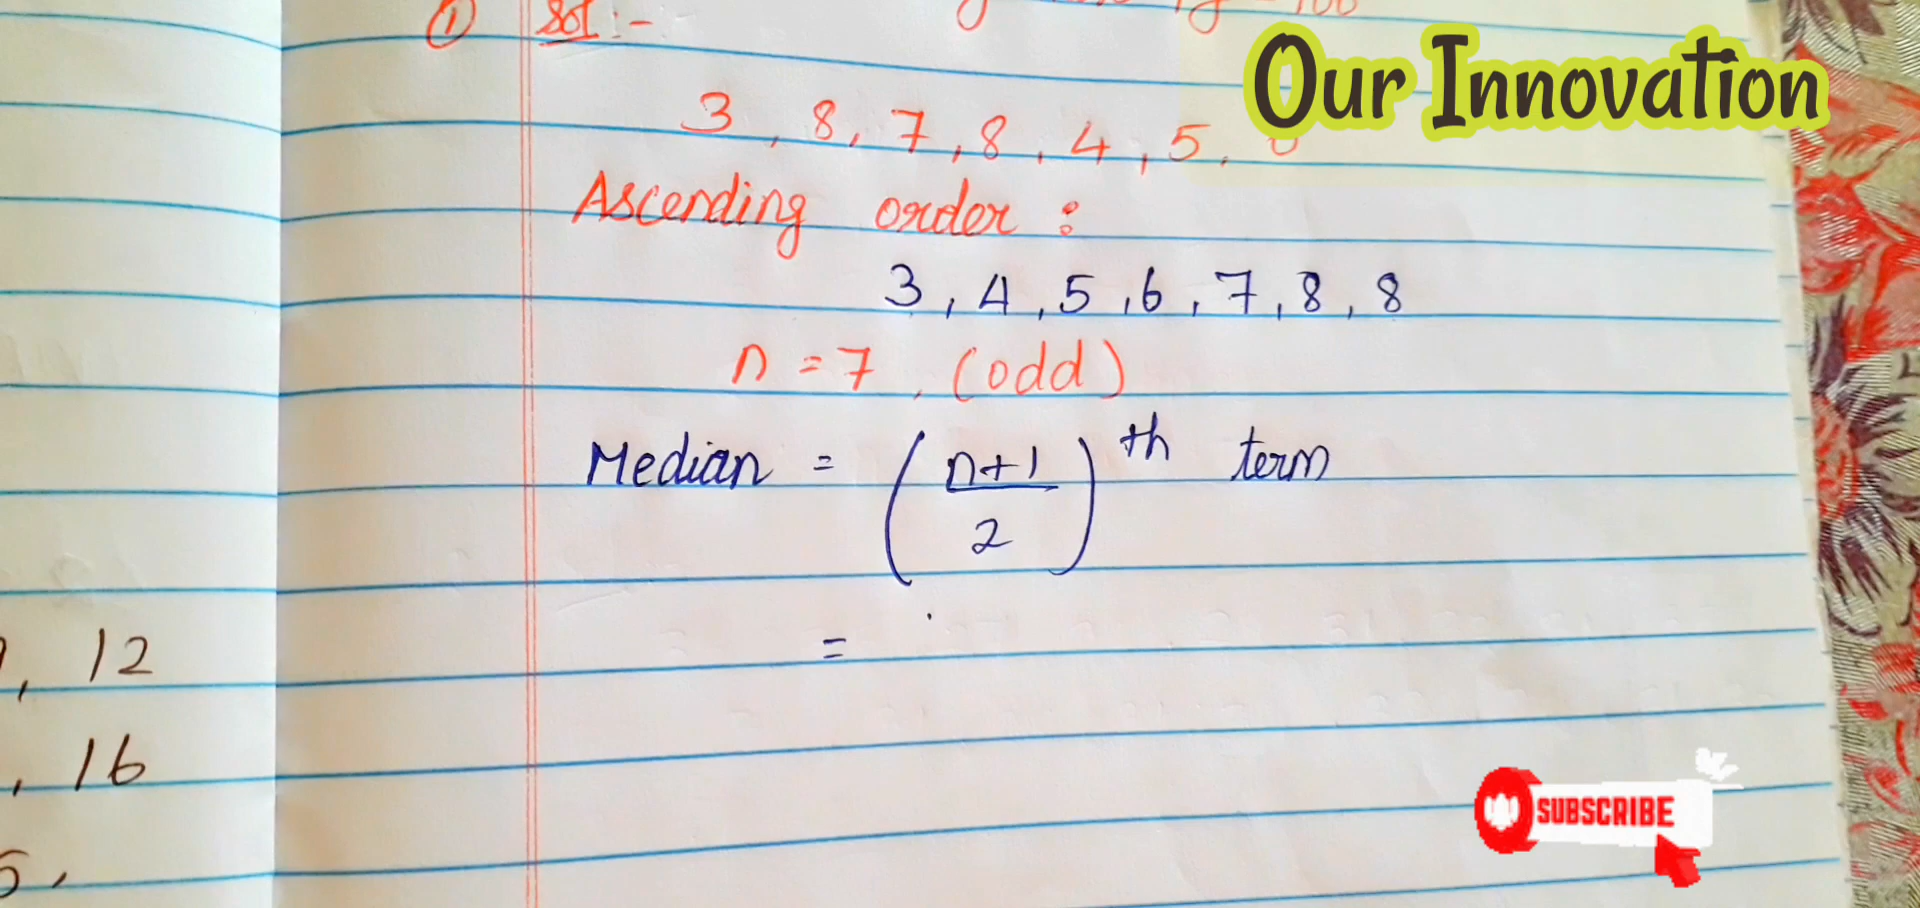 ① Sol :-
Our Innovation
3, 8, 7, 8, 4, 5,
Ascending order :
3, 4, 5, 6, 7, 8, 8
n = 7, (odd)
Median = (n+1/2)th term
=
, 12
, 16
5,
SUBSCRIBE